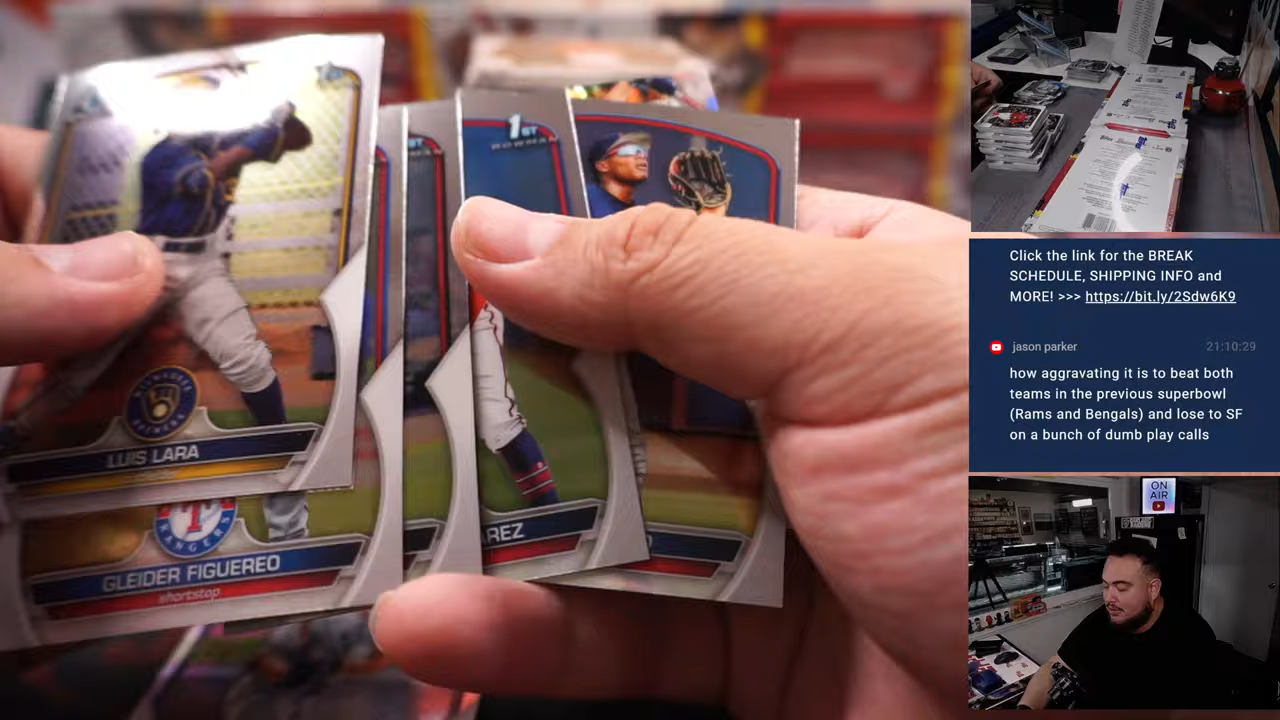 1ST
BOWMAN
LUIS LARA
RANGERS
GLEIDER FIGUEREO
shortstop
REZ
Click the link for the BREAK
SCHEDULE, SHIPPING INFO and
MORE! >>> https://bit.ly/2Sdw6K9
jason parker 21:10:29
how aggravating it is to beat both
teams in the previous superbowl
(Rams and Bengals) and lose to SF
on a bunch of dumb play calls
ON
AIR